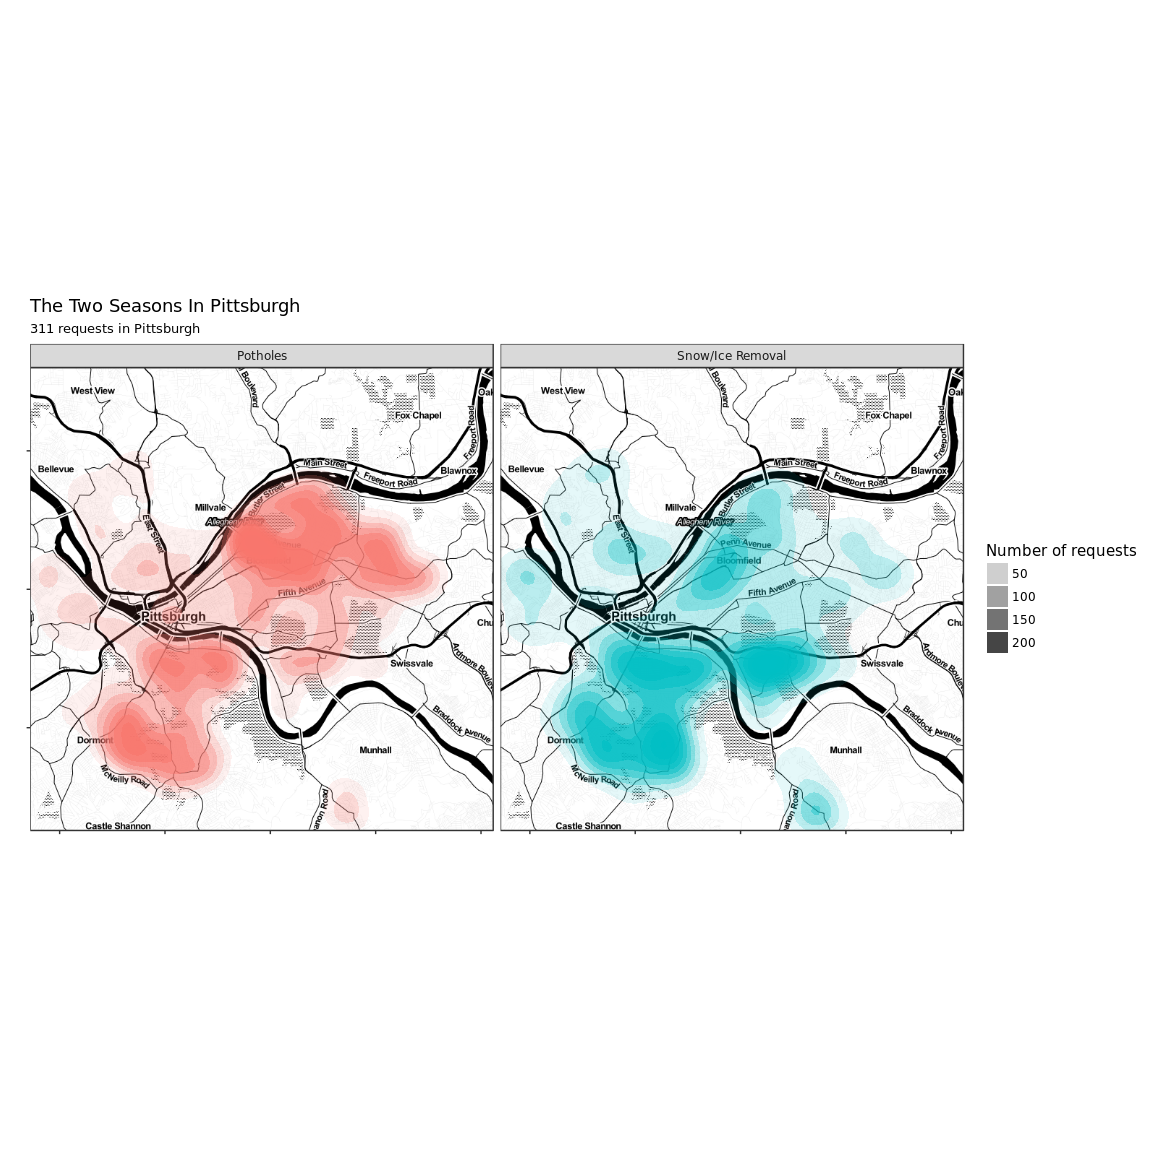 The Two Seasons In Pittsburgh
311 requests in Pittsburgh
Potholes
West View
Boulevard
Fox Chapel
Oak
Freeport Road
Bellevue
Main Street
Blawnox
Freeport Road
Butler Street
Millvale
East Street
Fifth Avenue
Pittsburgh
Chu
Swissvale
Ardmore Boule
Braddock Avenue
Dormont
Munhall
McNeilly Road
anon Road
Castle Shannon
Snow/Ice Removal
West View
Boulevard
Fox Chapel
Oak
Freeport Road
Bellevue
Main Street
Blawnox
Freeport Road
Butler Street
Millvale
Allegheny River
East Street
Penn Avenue
Bloomfield
Fifth Avenue
Pittsburgh
Chu
Swissvale
Ardmore Boule
Braddock Avenue
Dormont
Munhall
McNeilly Road
anon Road
Castle Shannon
Number of requests
50
100
150
200